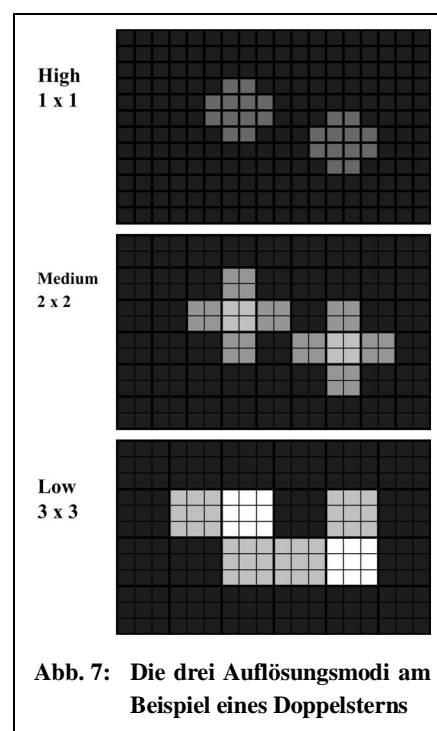 High
1 x 1
Medium
2 x 2
Low
3 x 3
Abb. 7: Die drei Auflösungsmodi am
Beispiel eines Doppelsterns